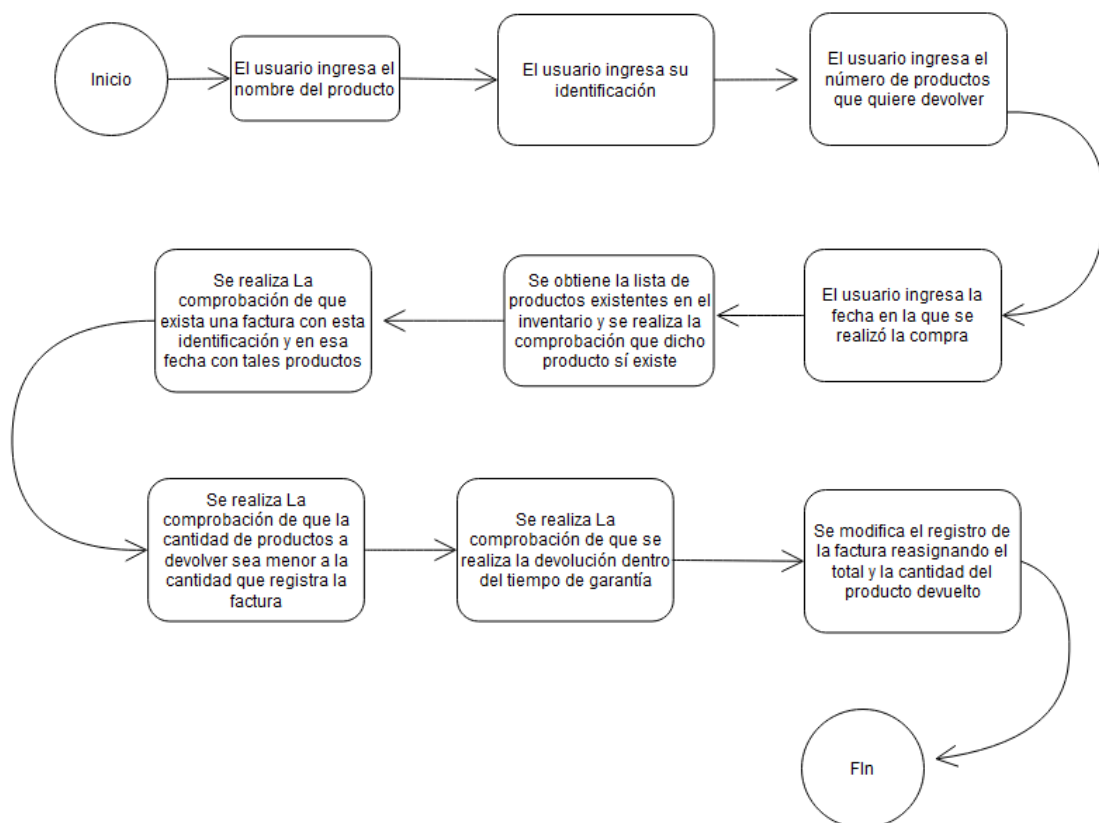 Inicio
El usuario ingresa el
nombre del producto
El usuario ingresa su
identificación
El usuario ingresa el
número de productos
que quiere devolver
El usuario ingresa la
fecha en la que se
realizó la compra
Se obtiene la lista de
productos existentes en el
inventario y se realiza la
comprobación que dicho
producto sí existe
Se realiza La
comprobación de que
exista una factura con esta
identificación y en esa
fecha con tales productos
Se realiza La
comprobación de que la
cantidad de productos a
devolver sea menor a la
cantidad que registra la
factura
Se realiza La
comprobación de que se
realiza la devolución dentro
del tiempo de garantía
Se modifica el registro de
la factura reasignando el
total y la cantidad del
producto devuelto
FIn